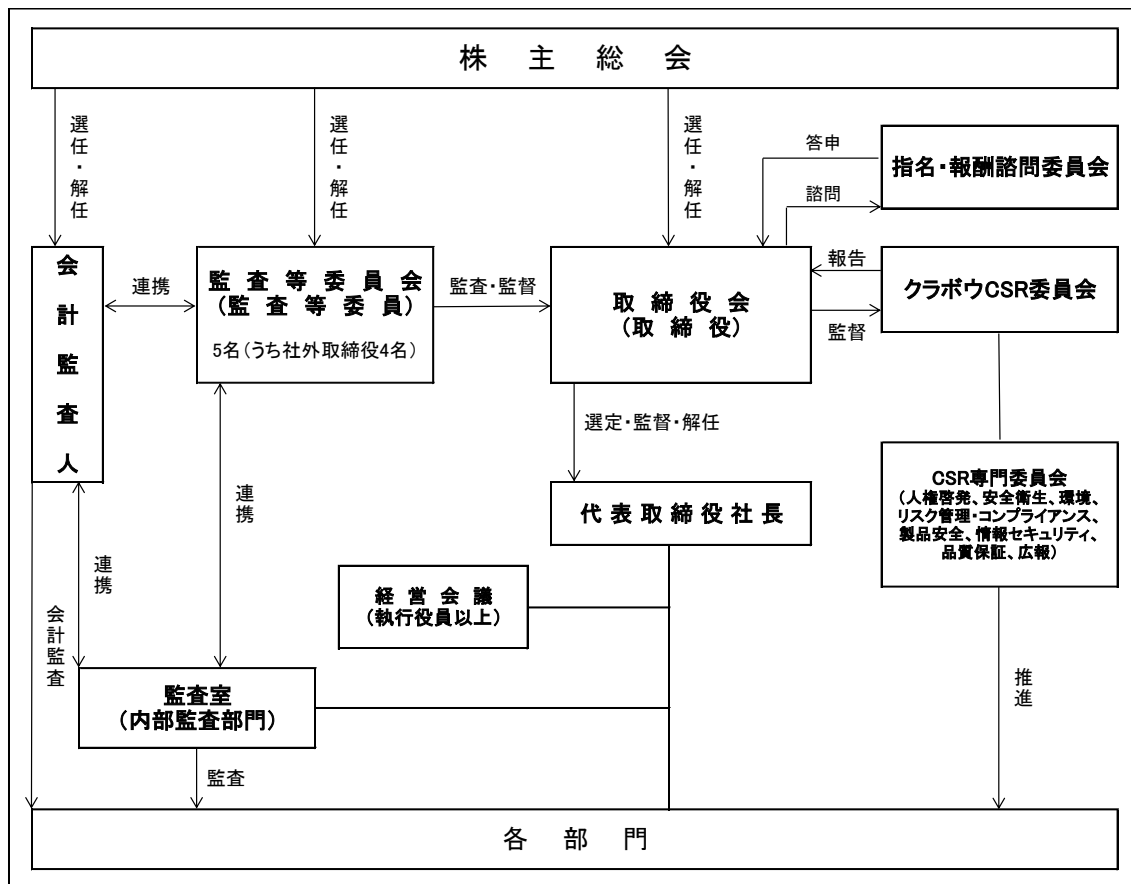 株主総会
選任・解任
選任・解任
選任・解任
答申
指名・報酬諮問委員会
諮問
会計監査人
連携
監査等委員会
(監査等委員)
5名(うち社外取締役4名)
監査・監督
取締役会
(取締役)
報告
監督
クラボウCSR委員会
選定・監督・解任
代表取締役社長
CSR専門委員会
(人権啓発、安全衛生、環境、
リスク管理・コンプライアンス、
製品安全、情報セキュリティ、
品質保証、広報)
連携
連携
経営会議
(執行役員以上)
会計監査
監査室
(内部監査部門)
推進
監査
各部門